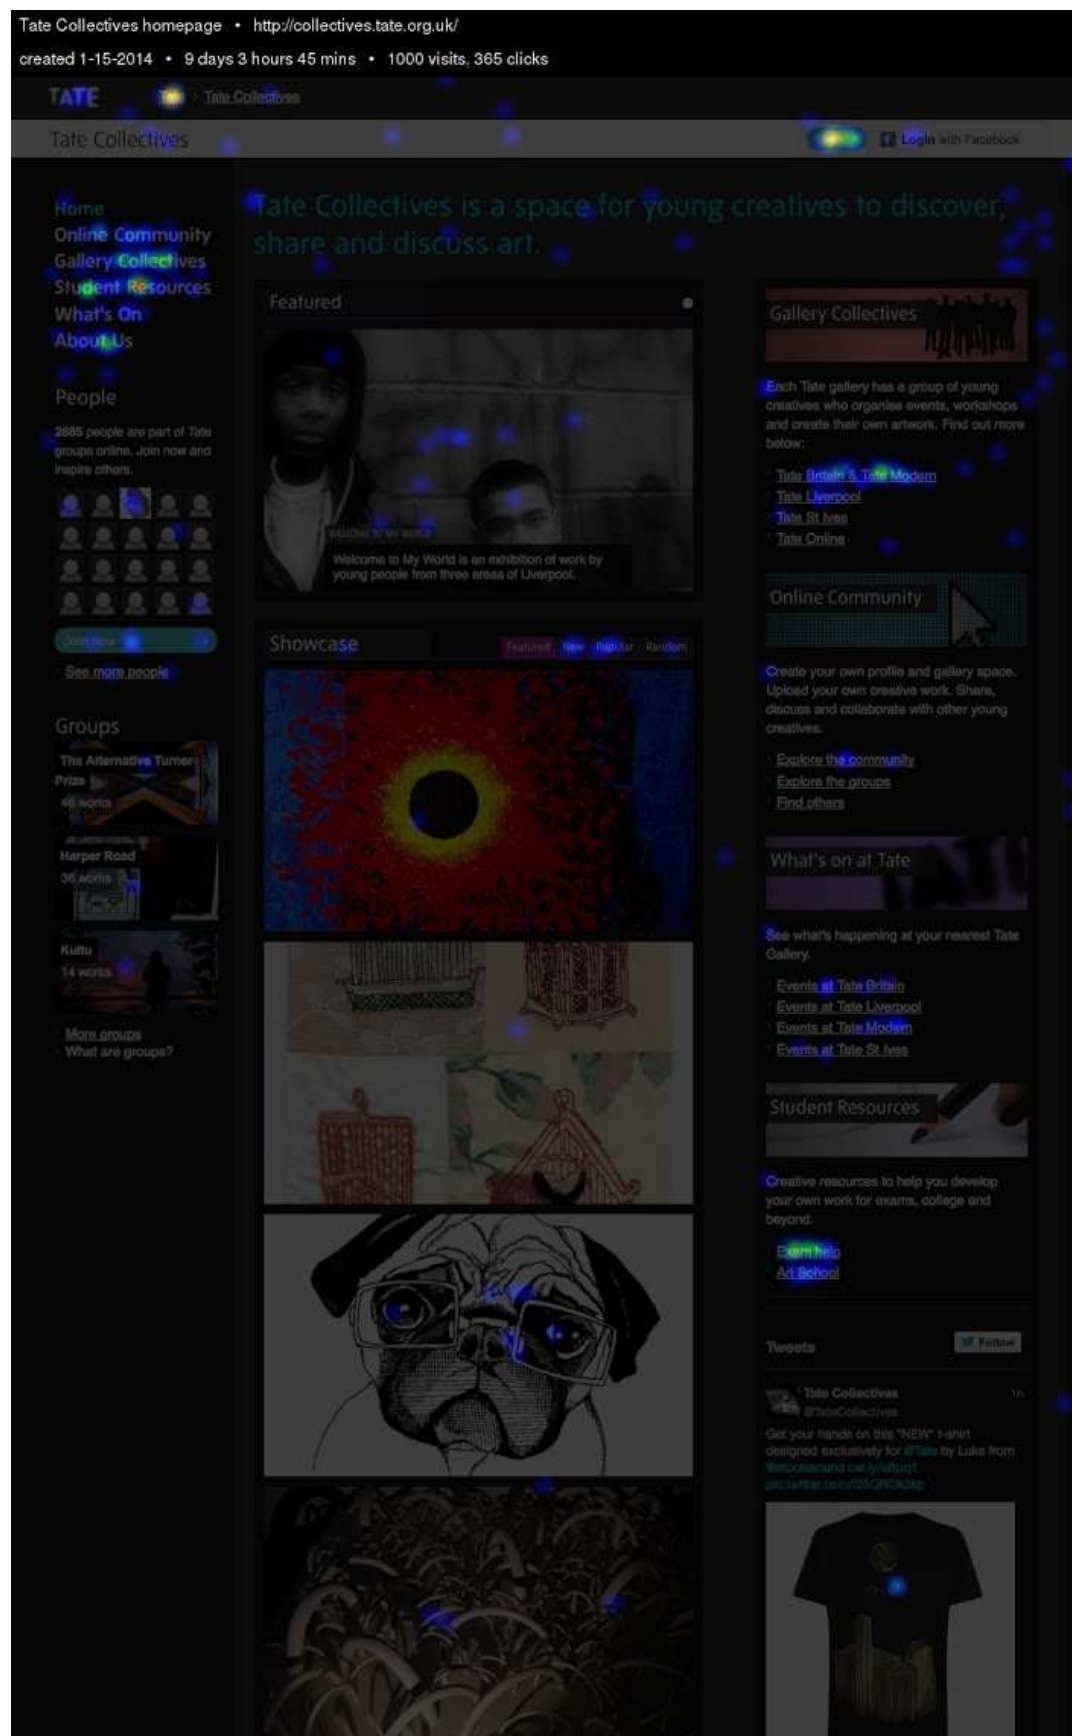 Tate Collectives homepage • http://collectives.tate.org.uk/
created 1-15-2014 • 9 days 3 hours 45 mins • 1000 visits, 365 clicks
TATE
Tate › Tate Collectives
Tate Collectives
Login with Facebook
Home
Online Community
Gallery Collectives
Student Resources
What's On
About Us
People
2885 people are part of Tate
groups online. Join now and
inspire others.
Join now
See more people
Groups
The Alternative Turner
Prize
46 works
Harper Road
36 works
Kuttu
14 works
More groups
What are groups?
Tate Collectives is a space for young creatives to discover,
share and discuss art.
Featured
WELCOME TO MY WORLD
Welcome to My World is an exhibition of work by
young people from three areas of Liverpool.
Showcase
Featured New Popular Random
Gallery Collectives
Each Tate gallery has a group of young
creatives who organise events, workshops
and create their own artwork. Find out more
below:
Tate Britain & Tate Modern
Tate Liverpool
Tate St Ives
Tate Online
Online Community
Create your own profile and gallery space.
Upload your own creative work. Share,
discuss and collaborate with other young
creatives.
Explore the community
Explore the groups
Find others
What's on at Tate
See what's happening at your nearest Tate
Gallery.
Events at Tate Britain
Events at Tate Liverpool
Events at Tate Modern
Events at Tate St Ives
Student Resources
Creative resources to help you develop
your own work for exams, college and
beyond.
Exam help
Art School
Tweets
Follow
Tate Collectives
1h
@TateCollectives
Get your hands on this "NEW" t-shirt
designed exclusively for @Tate by Luke from